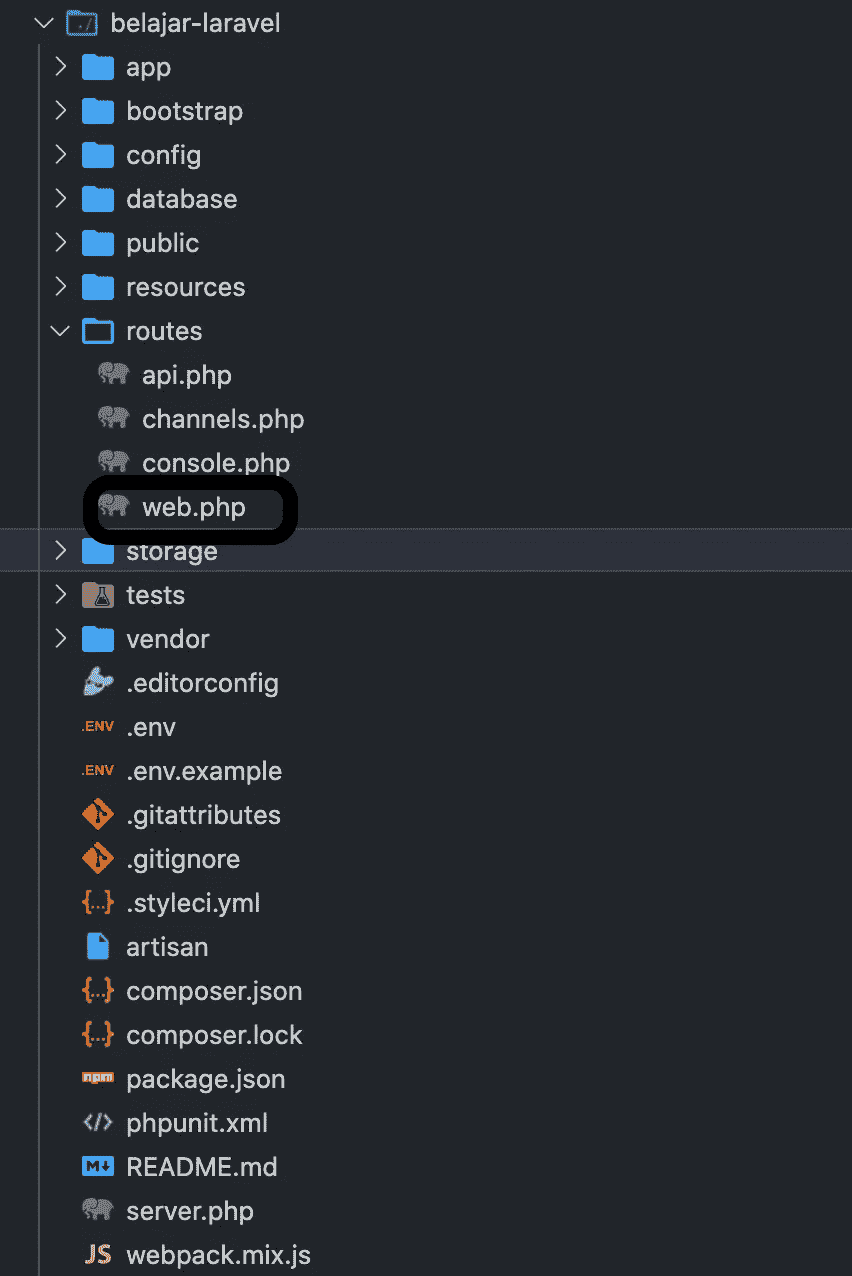 belajar-laravel
app
bootstrap
config
database
public
resources
routes
api.php
channels.php
console.php
web.php
storage
tests
vendor
.editorconfig
.ENV .env
.ENV .env.example
.gitattributes
.gitignore
{...} .styleci.yml
artisan
{...} composer.json
{...} composer.lock
npm package.json
</> phpunit.xml
M↓ README.md
server.php
JS webpack.mix.js